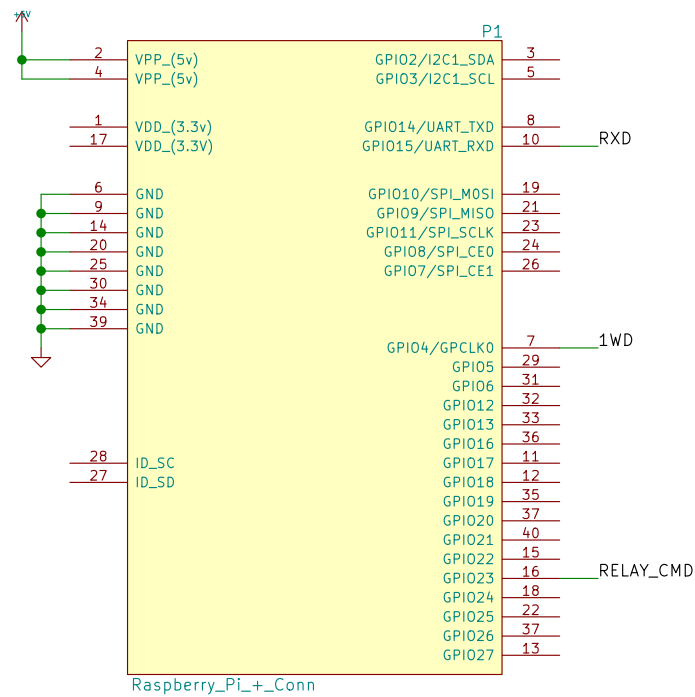 +5V
P1
2 VPP_(5v) GPIO2/I2C1_SDA 3
4 VPP_(5v) GPIO3/I2C1_SCL 5
1 VDD_(3.3v) GPIO14/UART_TXD 8
17 VDD_(3.3V) GPIO15/UART_RXD 10 RXD
6 GND GPIO10/SPI_MOSI 19
9 GND GPIO9/SPI_MISO 21
14 GND GPIO11/SPI_SCLK 23
20 GND GPIO8/SPI_CE0 24
25 GND GPIO7/SPI_CE1 26
30 GND
34 GND
39 GND
GPIO4/GPCLK0 7 1WD
GPIO5 29
GPIO6 31
GPIO12 32
GPIO13 33
GPIO16 36
28 ID_SC GPIO17 11
27 ID_SD GPIO18 12
GPIO19 35
GPIO20 37
GPIO21 40
GPIO22 15
GPIO23 16 RELAY_CMD
GPIO24 18
GPIO25 22
GPIO26 37
GPIO27 13
Raspberry_Pi_+_Conn